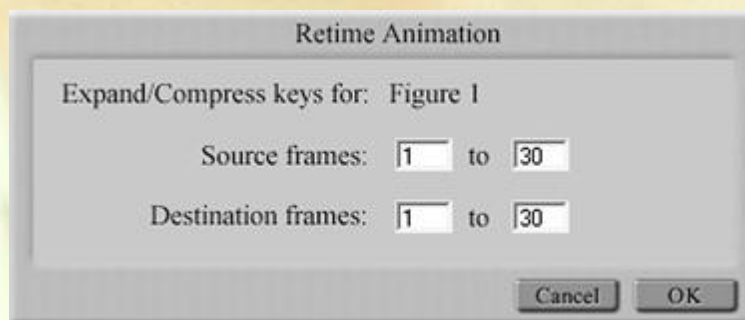 Retime Animation
Expand/Compress keys for: Figure 1
Source frames: 1 to 30
Destination frames: 1 to 30
Cancel OK